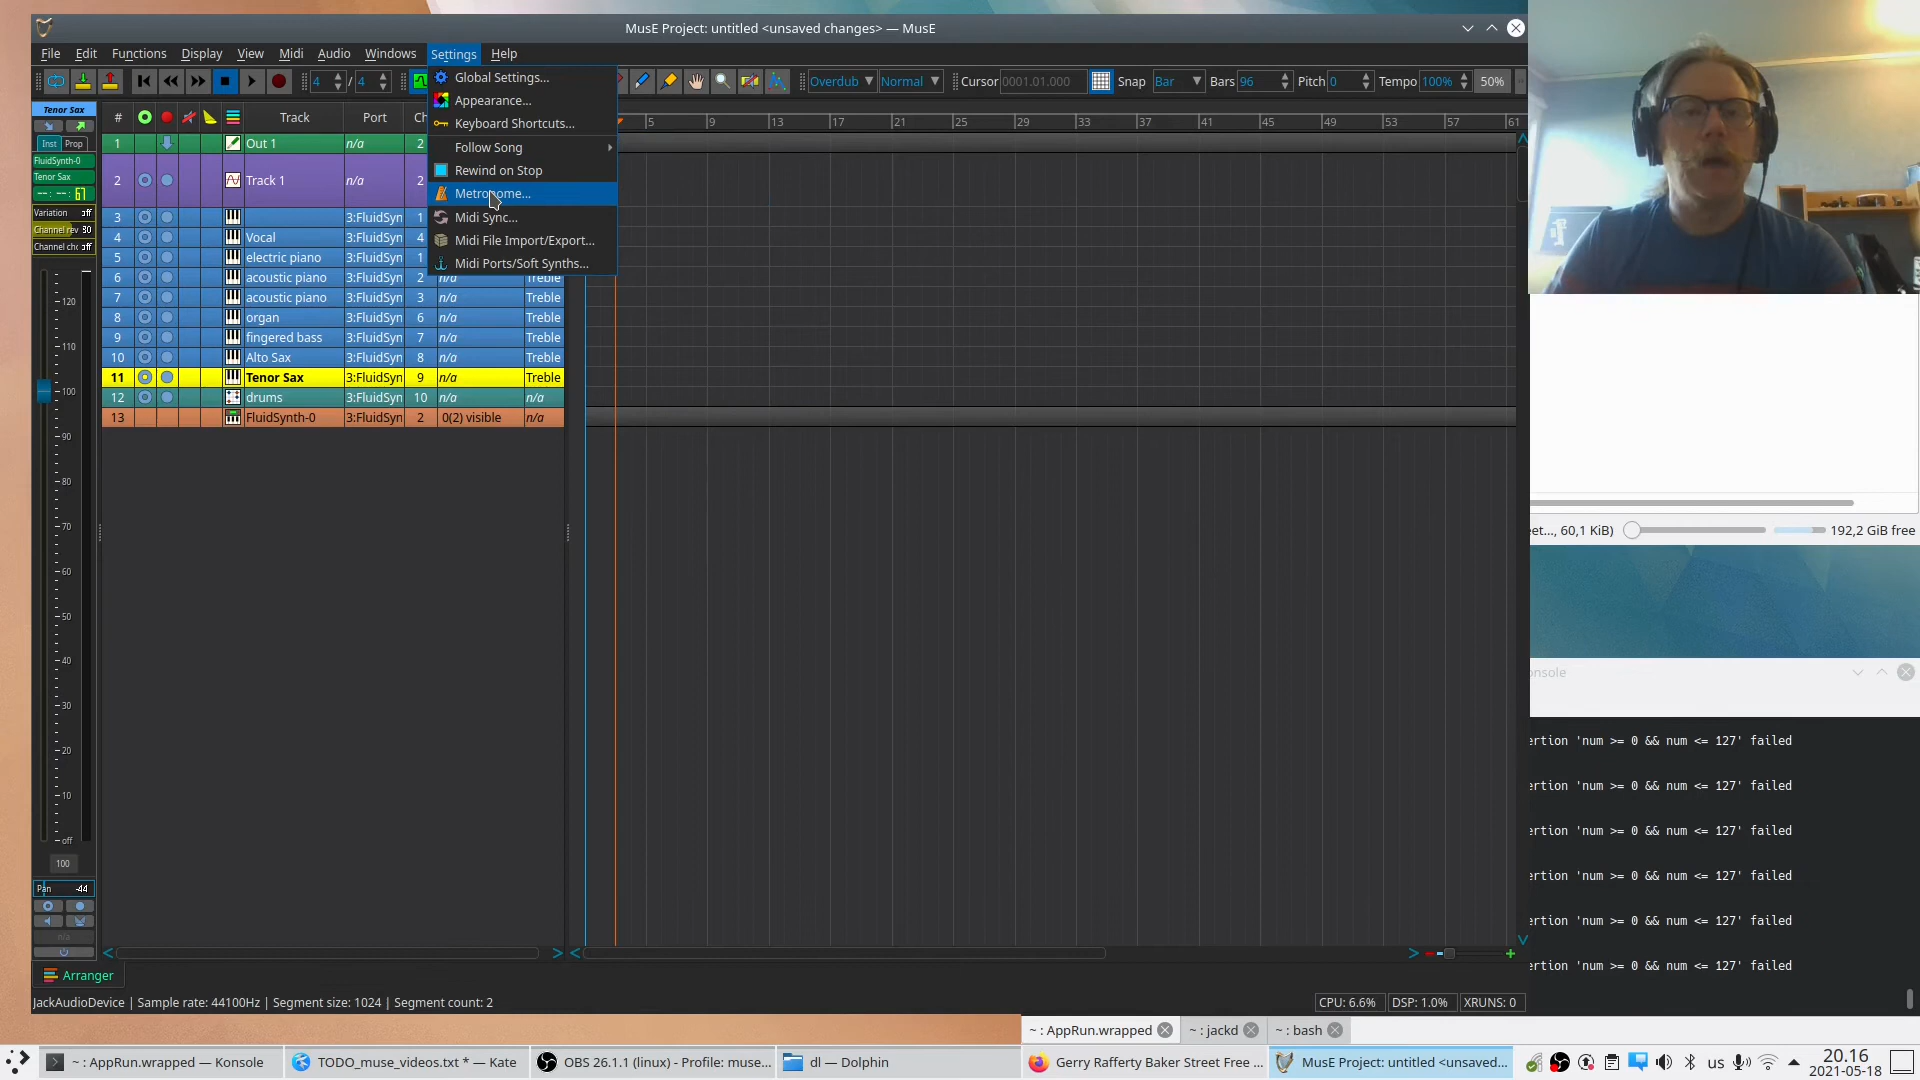 MusE Project: untitled <unsaved changes> — MusE
File Edit Functions Display View Midi Audio Windows Settings Help
4 / 4
Overdub Normal Cursor 0001.01.000 Snap Bar Bars 96 Pitch 0 Tempo 100% 50%
Global Settings...
Appearance...
Keyboard Shortcuts...
Follow Song
Rewind on Stop
Metronome...
Midi Sync...
Midi File Import/Export...
Midi Ports/Soft Synths...
Tenor Sax
Inst Prop
FluidSynth-0
Tenor Sax
Variation off
Channel rev 80
Channel cho off
120
110
100
90
80
70
60
50
40
30
20
10
off
100
Pan -44
n/a
# Track Port Ch
5 9 13 17 21 25 29 33 37 41 45 49 53 57 61
1 Out 1 n/a 2
2 Track 1 n/a 2
3 3:FluidSyn 1
4 Vocal 3:FluidSyn 4
5 electric piano 3:FluidSyn 1
6 acoustic piano 3:FluidSyn 2 n/a Treble
7 acoustic piano 3:FluidSyn 3 n/a Treble
8 organ 3:FluidSyn 6 n/a Treble
9 fingered bass 3:FluidSyn 7 n/a Treble
10 Alto Sax 3:FluidSyn 8 n/a Treble
11 Tenor Sax 3:FluidSyn 9 n/a Treble
12 drums 3:FluidSyn 10 n/a n/a
13 FluidSynth-0 3:FluidSyn 2 0(2) visible n/a
Arranger
JackAudioDevice | Sample rate: 44100Hz | Segment size: 1024 | Segment count: 2
CPU: 6.6% DSP: 1.0% XRUNS: 0
et..., 60,1 KiB) 192,2 GiB free
onsole
ertion 'num >= 0 && num <= 127' failed
ertion 'num >= 0 && num <= 127' failed
ertion 'num >= 0 && num <= 127' failed
ertion 'num >= 0 && num <= 127' failed
ertion 'num >= 0 && num <= 127' failed
ertion 'num >= 0 && num <= 127' failed
~ : AppRun.wrapped ~ : jackd ~ : bash
~ : AppRun.wrapped — Konsole
TODO_muse_videos.txt * — Kate
OBS 26.1.1 (linux) - Profile: muse...
dl — Dolphin
Gerry Rafferty Baker Street Free ...
MusE Project: untitled <unsaved...
us
20.16
2021-05-18